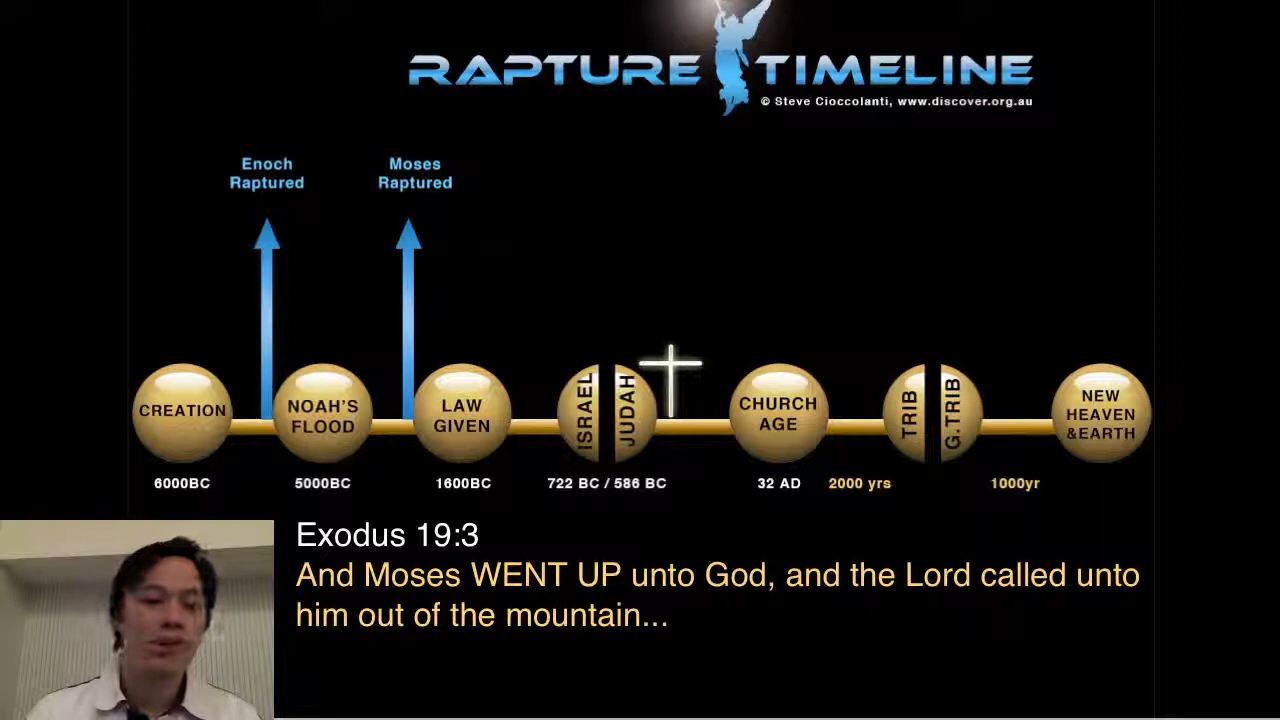 RAPTURE TIMELINE
© Steve Cioccolanti, www.discover.org.au
Enoch
Raptured
Moses
Raptured
CREATION
NOAH'S
FLOOD
LAW
GIVEN
ISRAEL
JUDAH
CHURCH
AGE
TRIB
G.TRIB
NEW
HEAVEN
&EARTH
6000BC
5000BC
1600BC
722 BC / 586 BC
32 AD
2000 yrs
1000yr
Exodus 19:3
And Moses WENT UP unto God, and the Lord called unto
him out of the mountain...